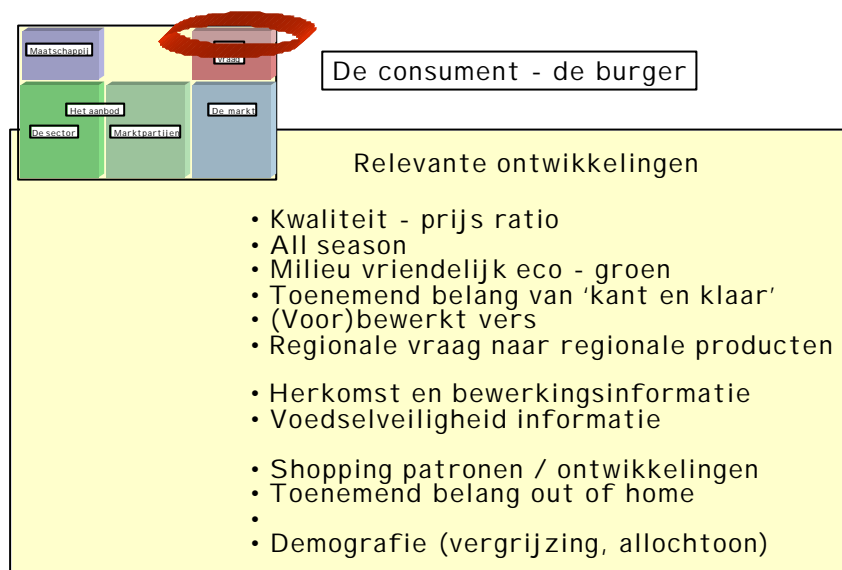 Maatschappij
Vraag
De consument - de burger
Het aanbod
De markt
De sector
Marktpartijen
Relevante ontwikkelingen
• Kwaliteit - prijs ratio
• All season
• Milieu vriendelijk eco - groen
• Toenemend belang van ‘kant en klaar’
• (Voor)bewerkt vers
• Regionale vraag naar regionale producten
• Herkomst en bewerkingsinformatie
• Voedselveiligheid informatie
• Shopping patronen / ontwikkelingen
• Toenemend belang out of home
•
• Demografie (vergrijzing, allochtoon)